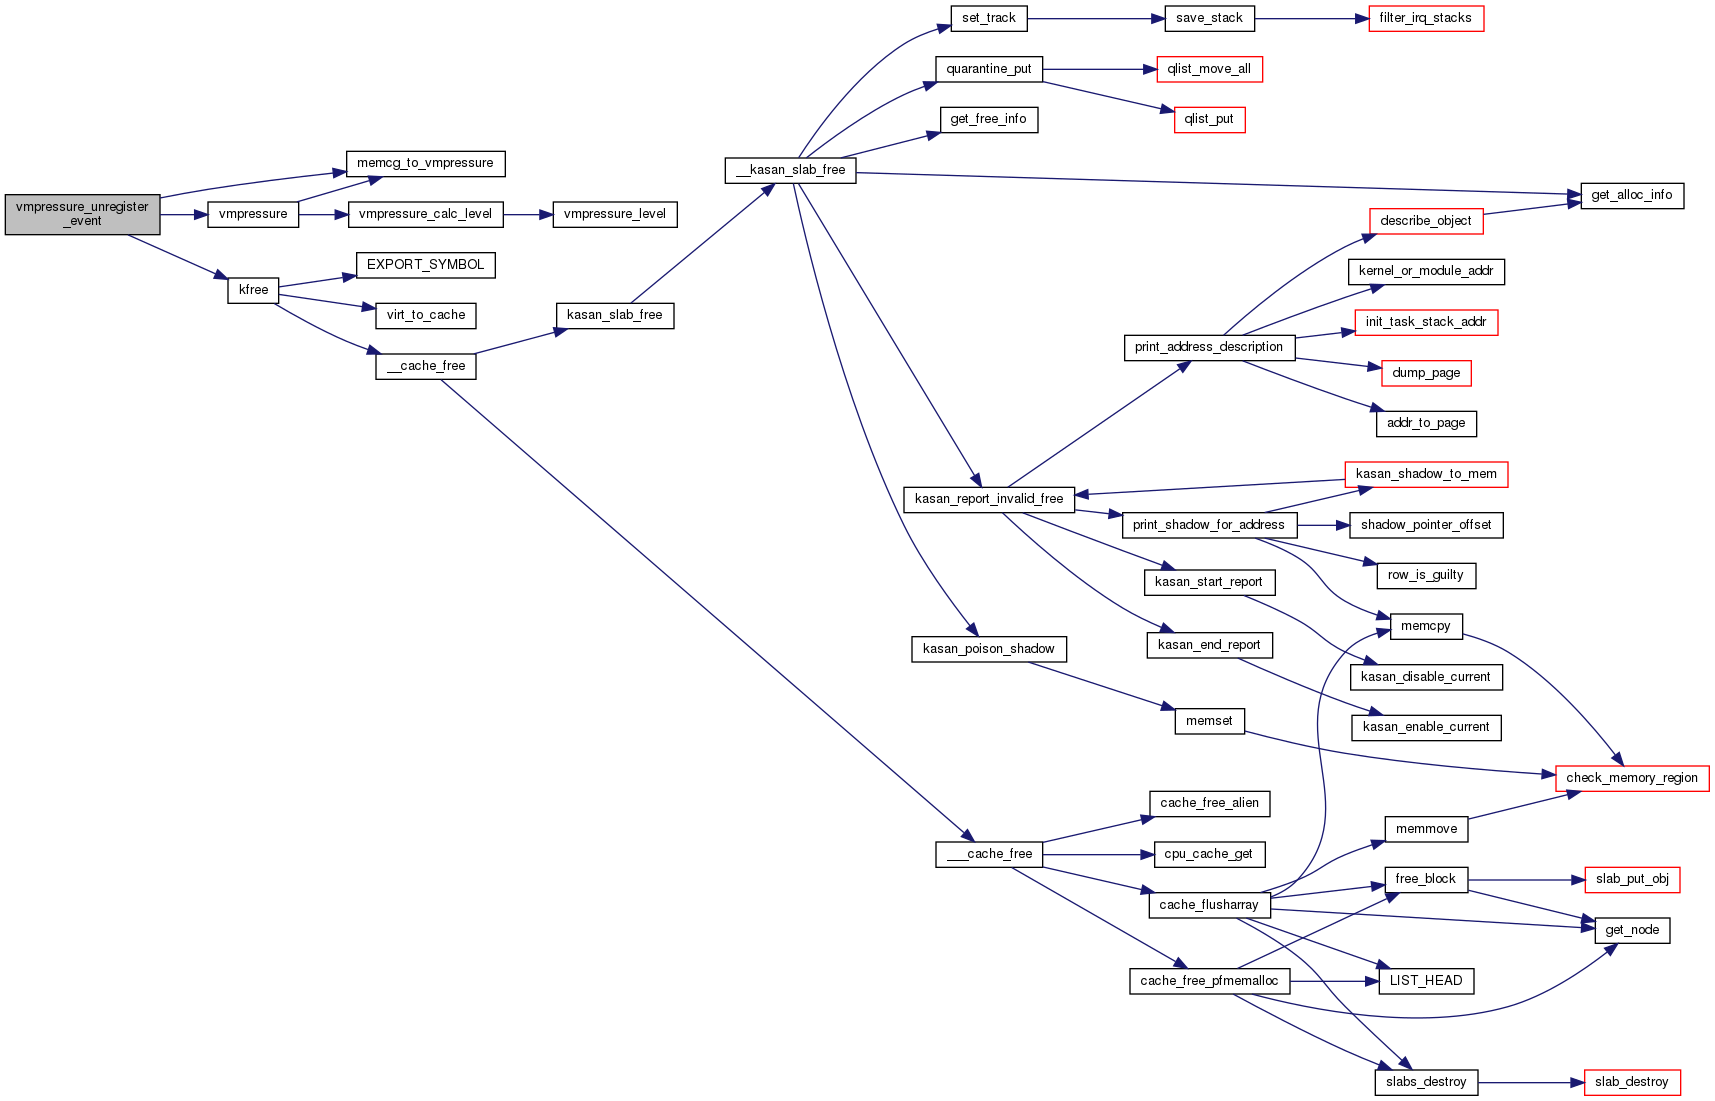 set_track
save_stack
filter_irq_stacks
quarantine_put
qlist_move_all
get_free_info
qlist_put
memcg_to_vmpressure
__kasan_slab_free
get_alloc_info
vmpressure_unregister
_event
vmpressure
vmpressure_calc_level
vmpressure_level
describe_object
EXPORT_SYMBOL
kernel_or_module_addr
kfree
virt_to_cache
kasan_slab_free
init_task_stack_addr
print_address_description
__cache_free
dump_page
addr_to_page
kasan_shadow_to_mem
kasan_report_invalid_free
print_shadow_for_address
shadow_pointer_offset
kasan_start_report
row_is_guilty
memcpy
kasan_poison_shadow
kasan_end_report
kasan_disable_current
memset
kasan_enable_current
check_memory_region
cache_free_alien
memmove
___cache_free
cpu_cache_get
free_block
slab_put_obj
cache_flusharray
get_node
cache_free_pfmemalloc
LIST_HEAD
slabs_destroy
slab_destroy